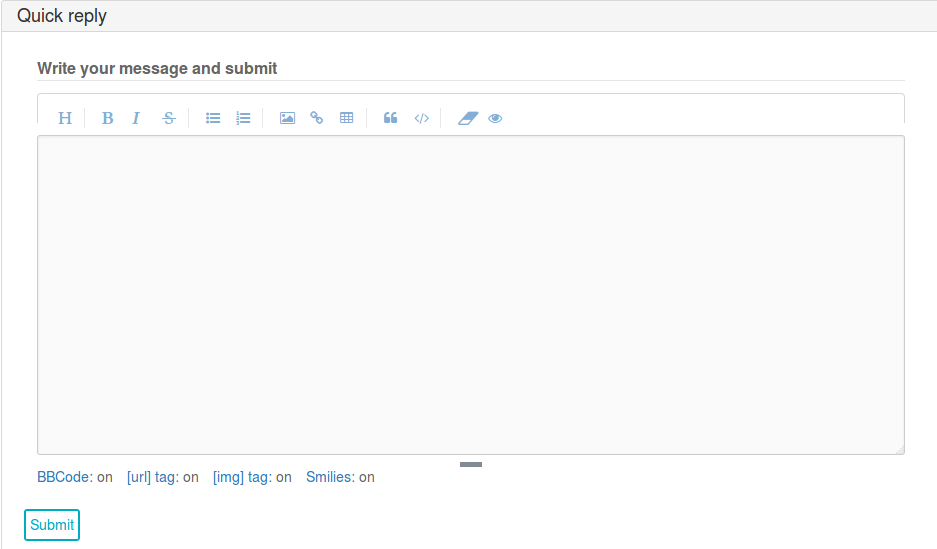 Quick reply
Write your message and submit
H B I S
BBCode: on [url] tag: on [img] tag: on Smilies: on
Submit